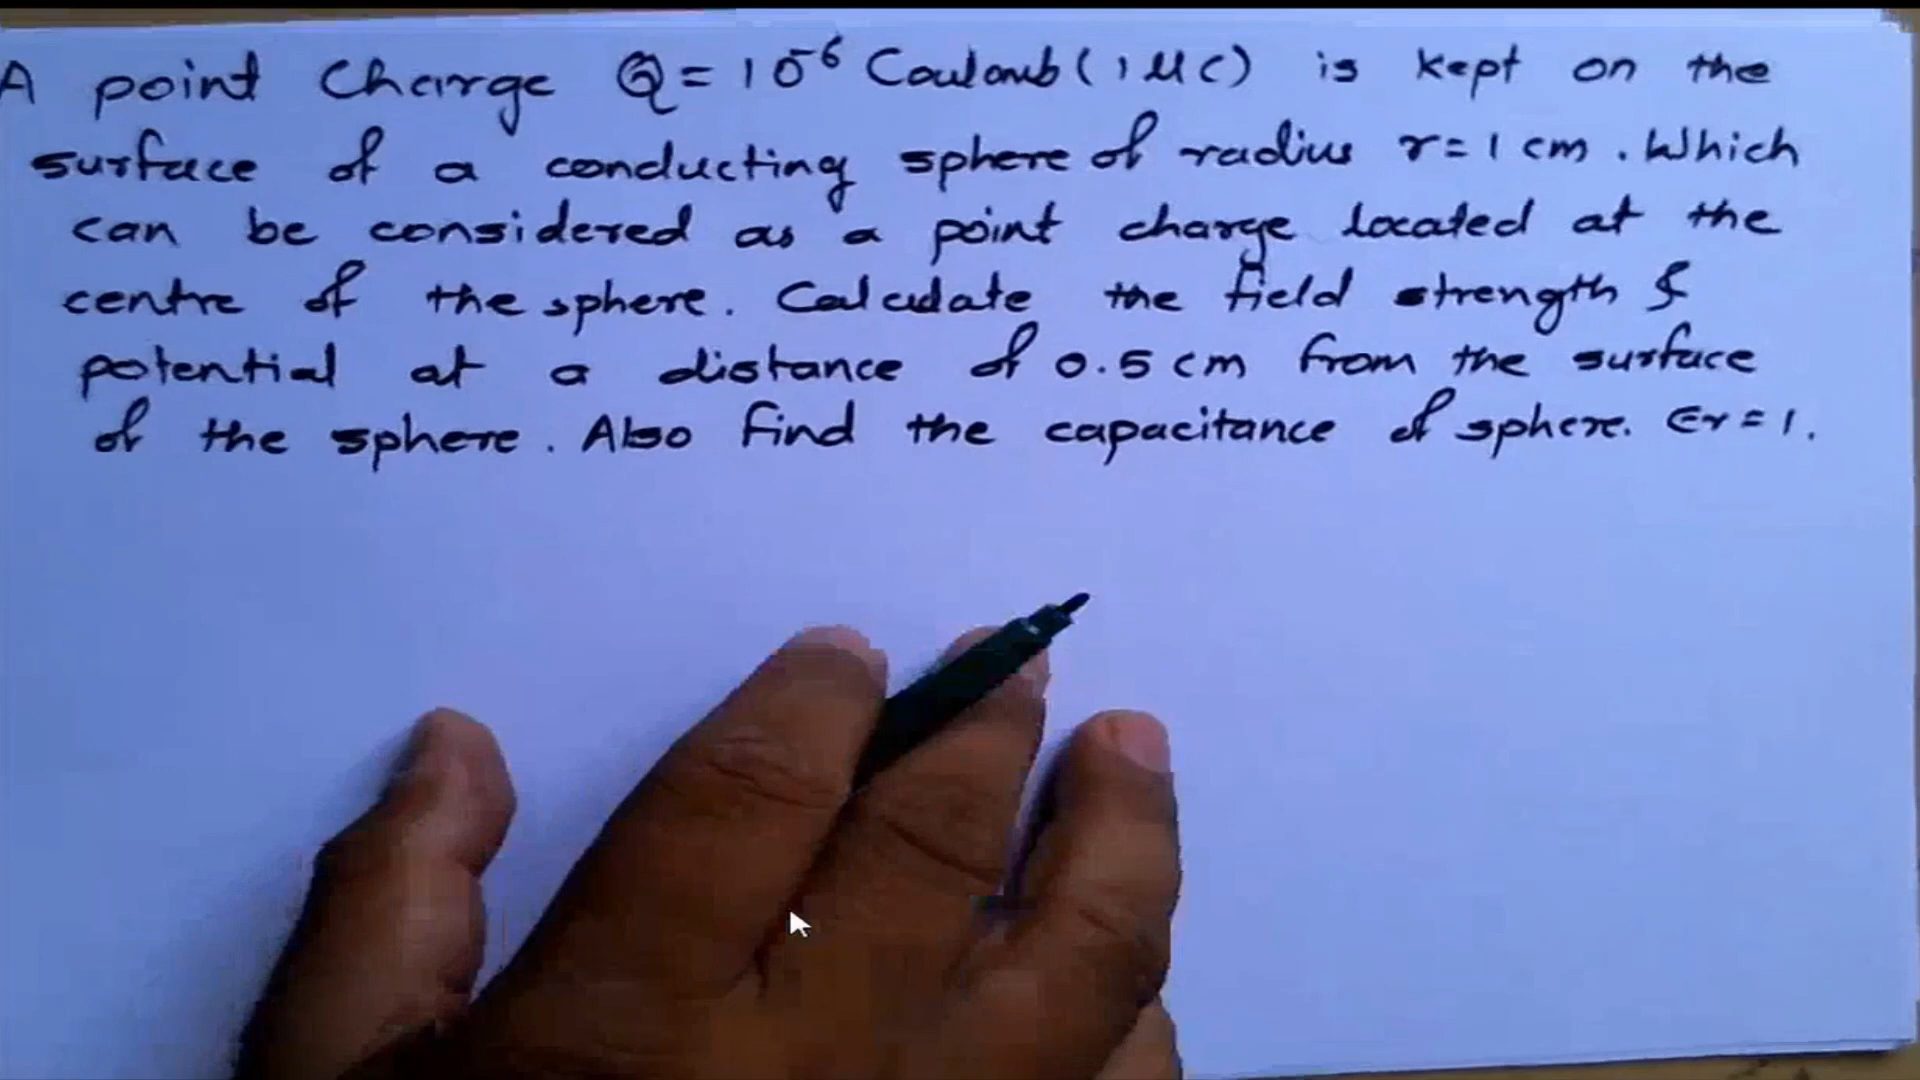 A point Charge Q = 10⁻⁶ Coulomb (1 μC) is kept on the
surface of a conducting sphere of radius r = 1 cm. Which
can be considered as a point charge located at the
centre of the sphere. Calculate the field strength &
potential at a distance of 0.5 cm from the surface
of the sphere. Also find the capacitance of sphere. Єr = 1.